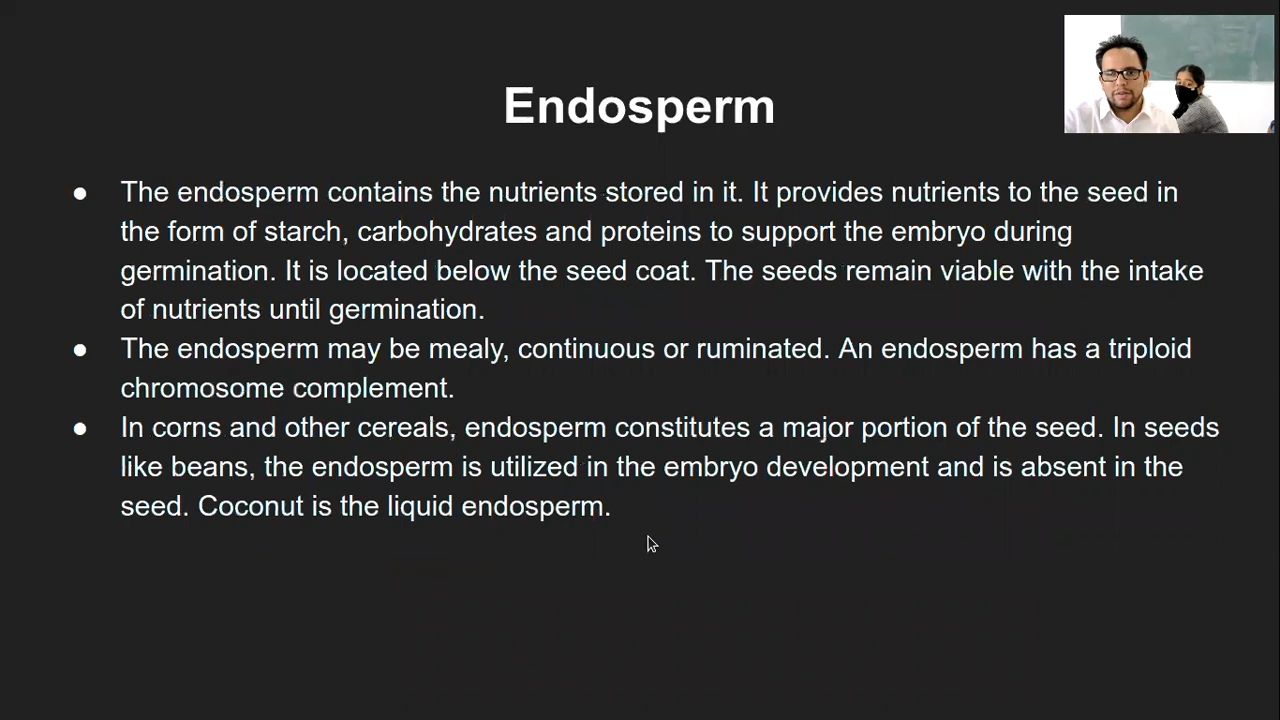 Endosperm
● The endosperm contains the nutrients stored in it. It provides nutrients to the seed in
the form of starch, carbohydrates and proteins to support the embryo during
germination. It is located below the seed coat. The seeds remain viable with the intake
of nutrients until germination.
● The endosperm may be mealy, continuous or ruminated. An endosperm has a triploid
chromosome complement.
● In corns and other cereals, endosperm constitutes a major portion of the seed. In seeds
like beans, the endosperm is utilized in the embryo development and is absent in the
seed. Coconut is the liquid endosperm.